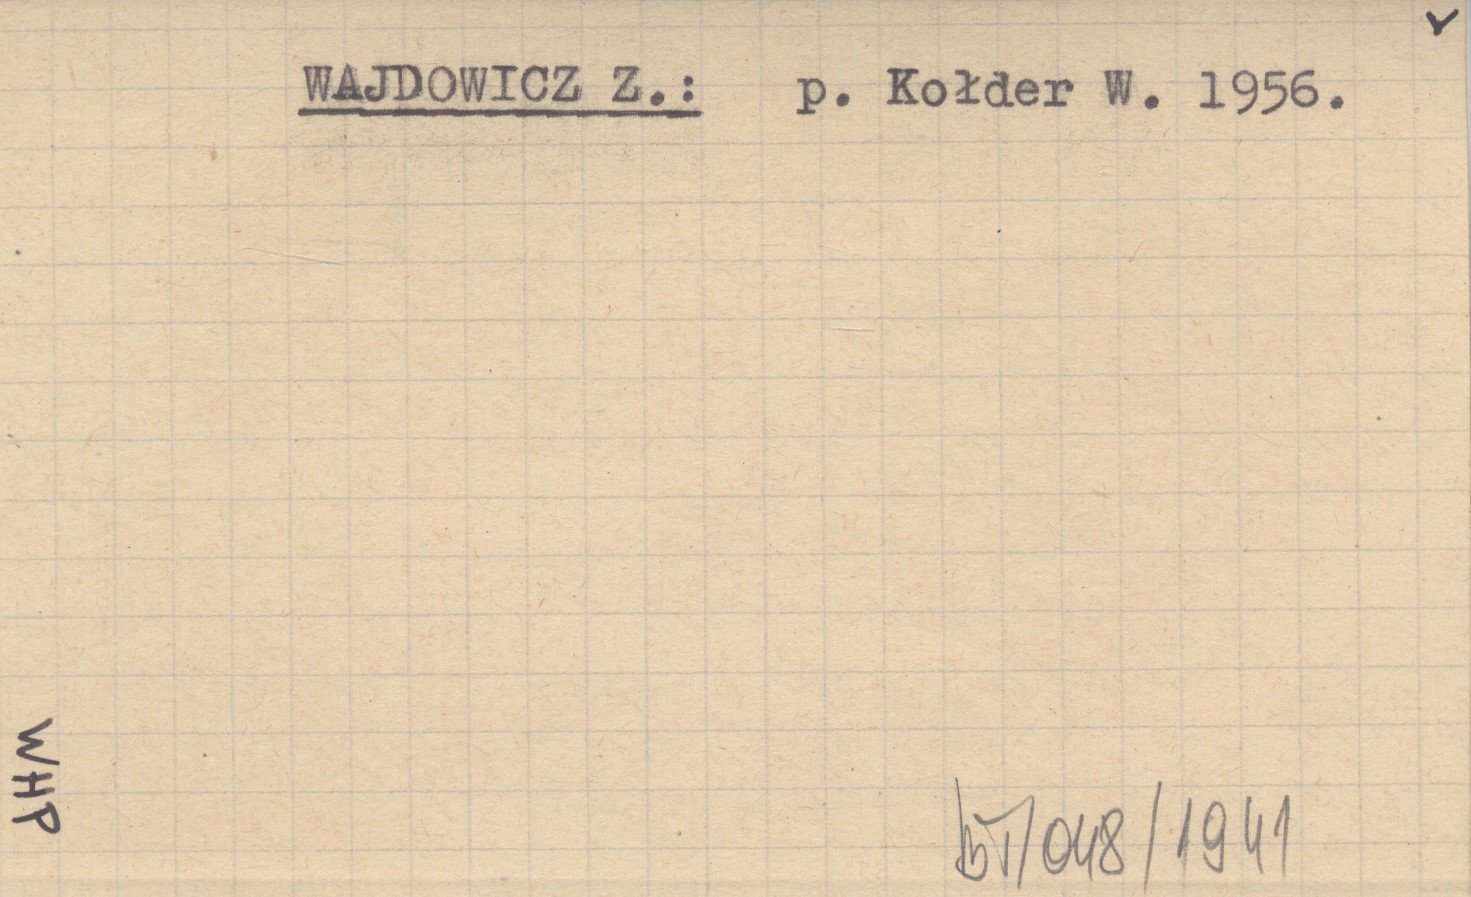 WAJDOWICZ Z.: p. Kołder W. 1956.
WHP
bT/048/1941